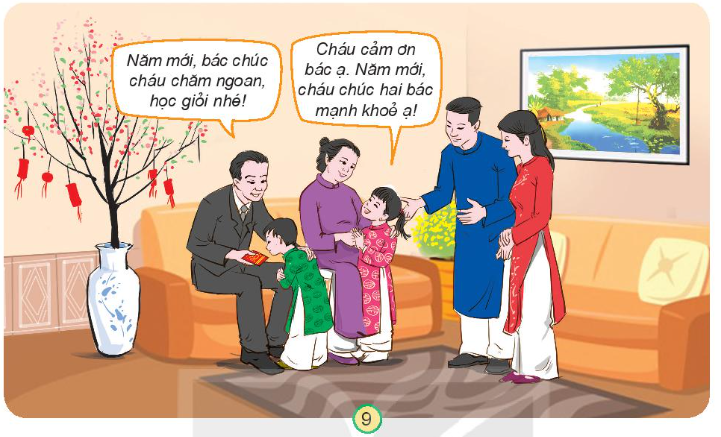 Năm mới, bác chúc
cháu chăm ngoan,
học giỏi nhé!
Cháu cảm ơn
bác ạ. Năm mới,
cháu chúc hai bác
mạnh khoẻ ạ!
9